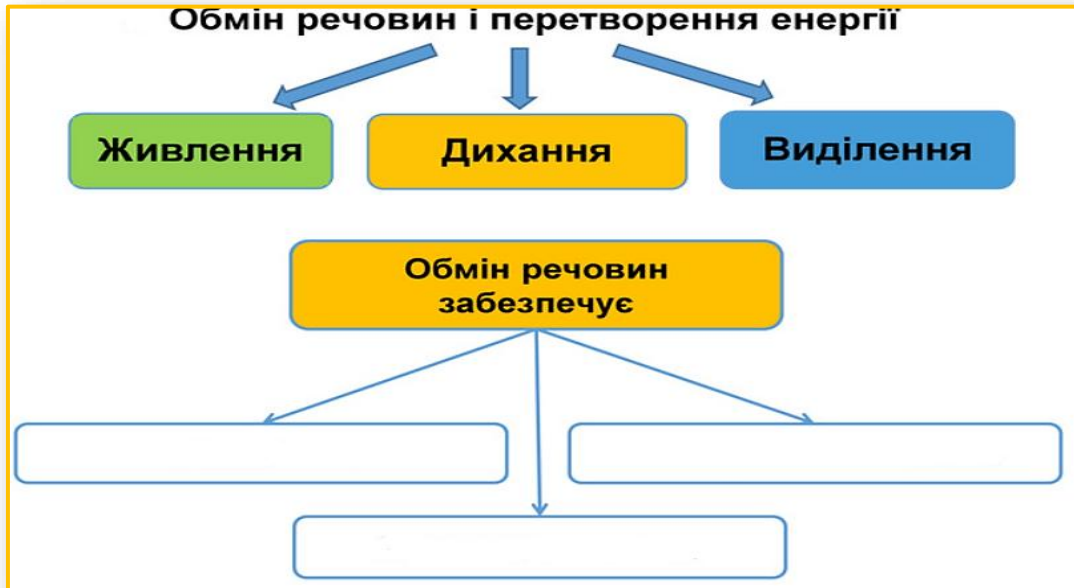 Обмін речовин і перетворення енергії
Живлення
Дихання
Виділення
Обмін речовин
забезпечує